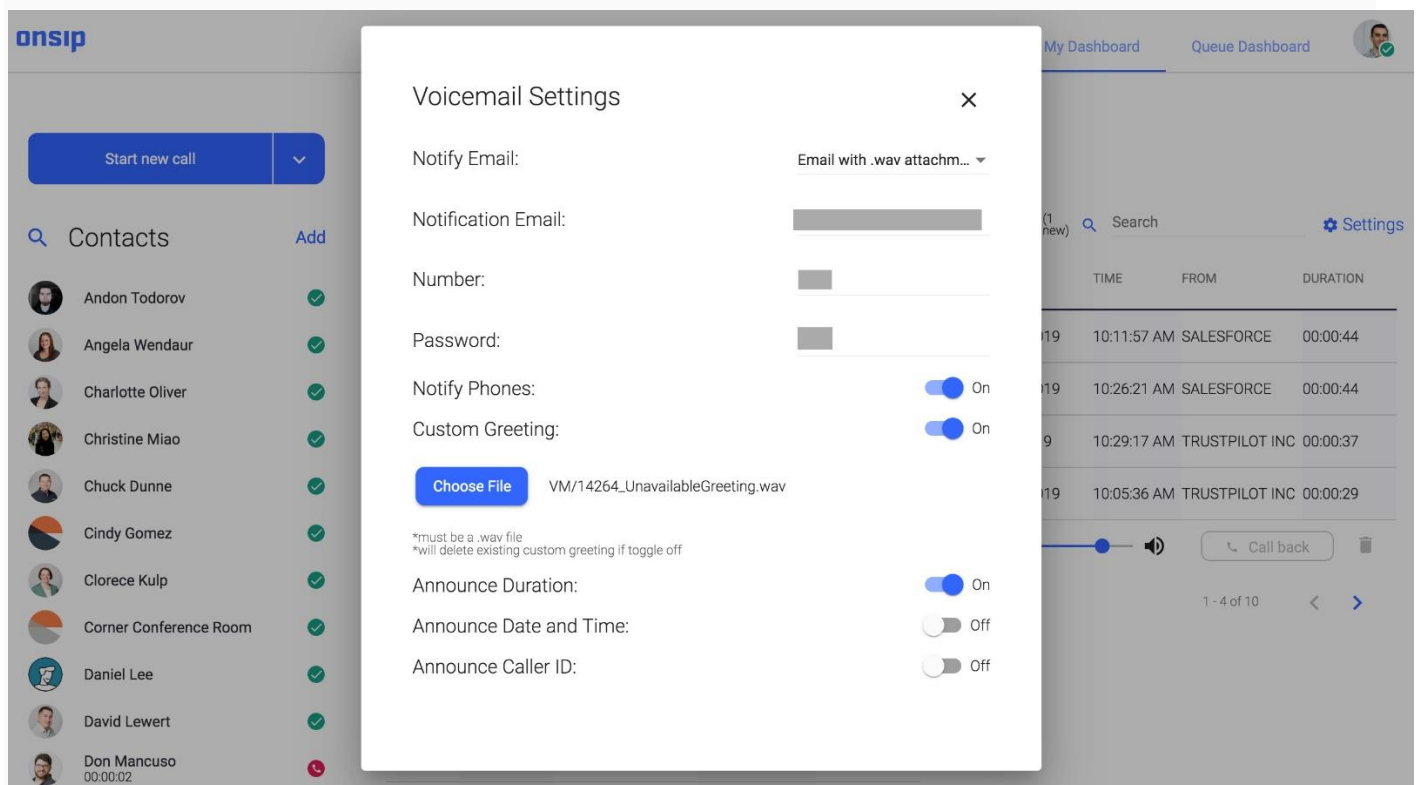 onsip
My Dashboard
Queue Dashboard
Start new call
Contacts
Add
Andon Todorov
Angela Wendaur
Charlotte Oliver
Christine Miao
Chuck Dunne
Cindy Gomez
Clorece Kulp
Corner Conference Room
Daniel Lee
David Lewert
Don Mancuso
00:00:02
Voicemail Settings
Notify Email: Email with .wav attachm...
Notification Email:
Number:
Password:
Notify Phones: On
Custom Greeting: On
Choose File VM/14264_UnavailableGreeting.wav
*must be a .wav file
*will delete existing custom greeting if toggle off
Announce Duration: On
Announce Date and Time: Off
Announce Caller ID: Off
(1
new)
Search
Settings
TIME FROM DURATION
19 10:11:57 AM SALESFORCE 00:00:44
19 10:26:21 AM SALESFORCE 00:00:44
9 10:29:17 AM TRUSTPILOT INC 00:00:37
19 10:05:36 AM TRUSTPILOT INC 00:00:29
Call back
1 - 4 of 10